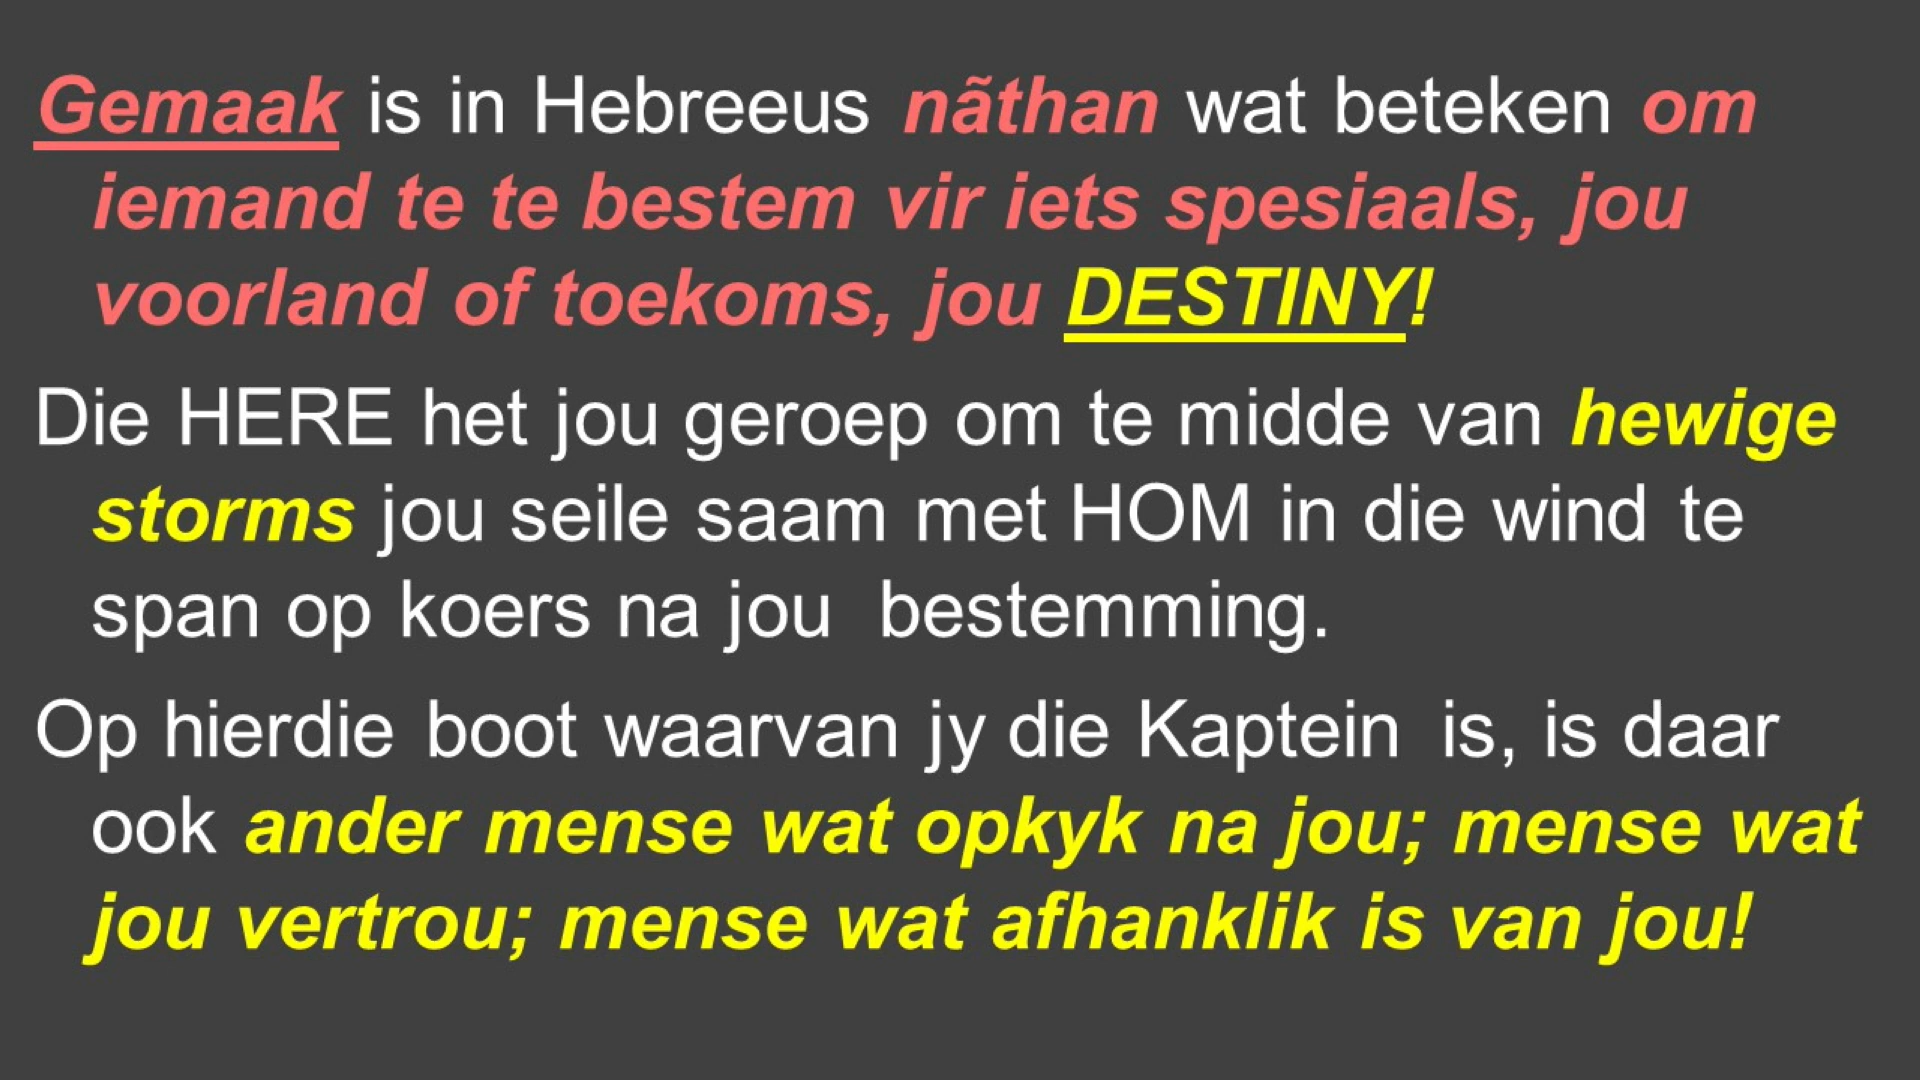 Gemaak is in Hebreeus nãthan wat beteken om
iemand te te bestem vir iets spesiaals, jou
voorland of toekoms, jou DESTINY!
Die HERE het jou geroep om te midde van hewige
storms jou seile saam met HOM in die wind te
span op koers na jou bestemming.
Op hierdie boot waarvan jy die Kaptein is, is daar
ook ander mense wat opkyk na jou; mense wat
jou vertrou; mense wat afhanklik is van jou!